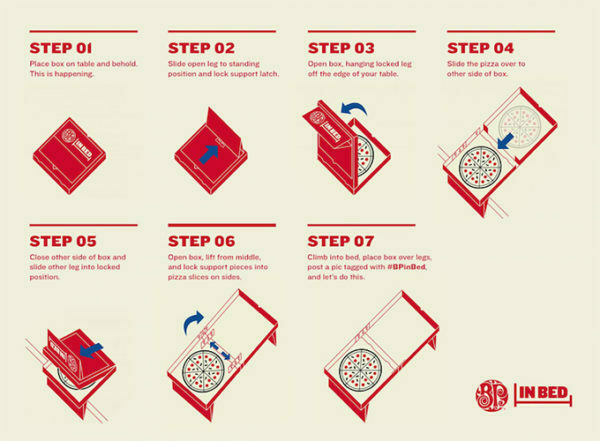 STEP 01
Place box on table and behold.
This is happening.
STEP 02
Slide open leg to standing
position and lock support latch.
STEP 03
Open box, hanging locked leg
off the edge of your table.
STEP 04
Slide the pizza over to
other side of box.
BP IN BED
STEP 05
Close other side of box and
slide other leg into locked
position.
STEP 06
Open box, lift from middle,
and lock support pieces into
pizza slices on sides.
STEP 07
Climb into bed, place box over legs,
post a pic tagged with #BPinBed,
and let's do this.
BP IN BED